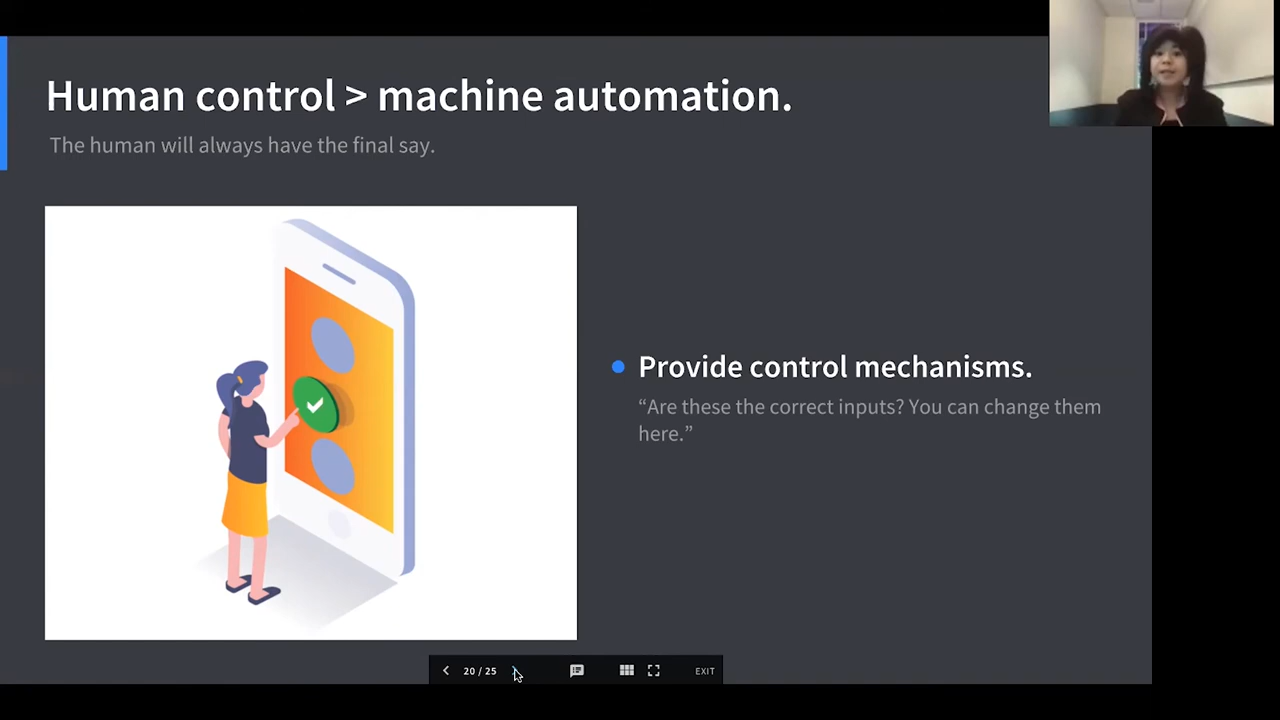 Human control > machine automation.
The human will always have the final say.
Provide control mechanisms.
“Are these the correct inputs? You can change them
here.”
20 / 25
EXIT